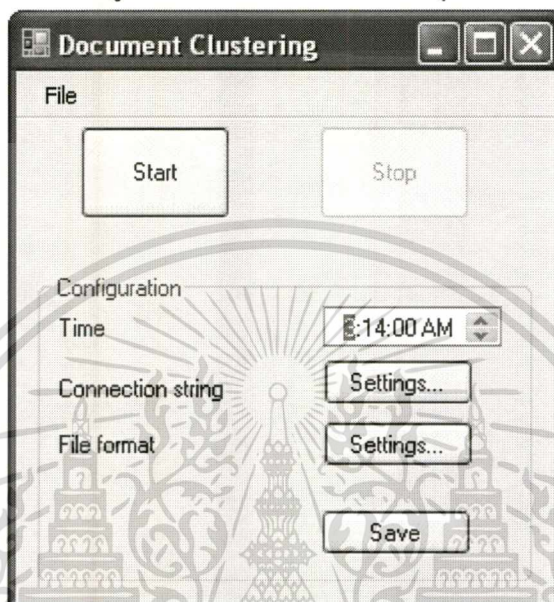 Document Clustering
File
Start Stop
Configuration
Time :14:00 AM
Connection string Settings...
File format Settings...
Save